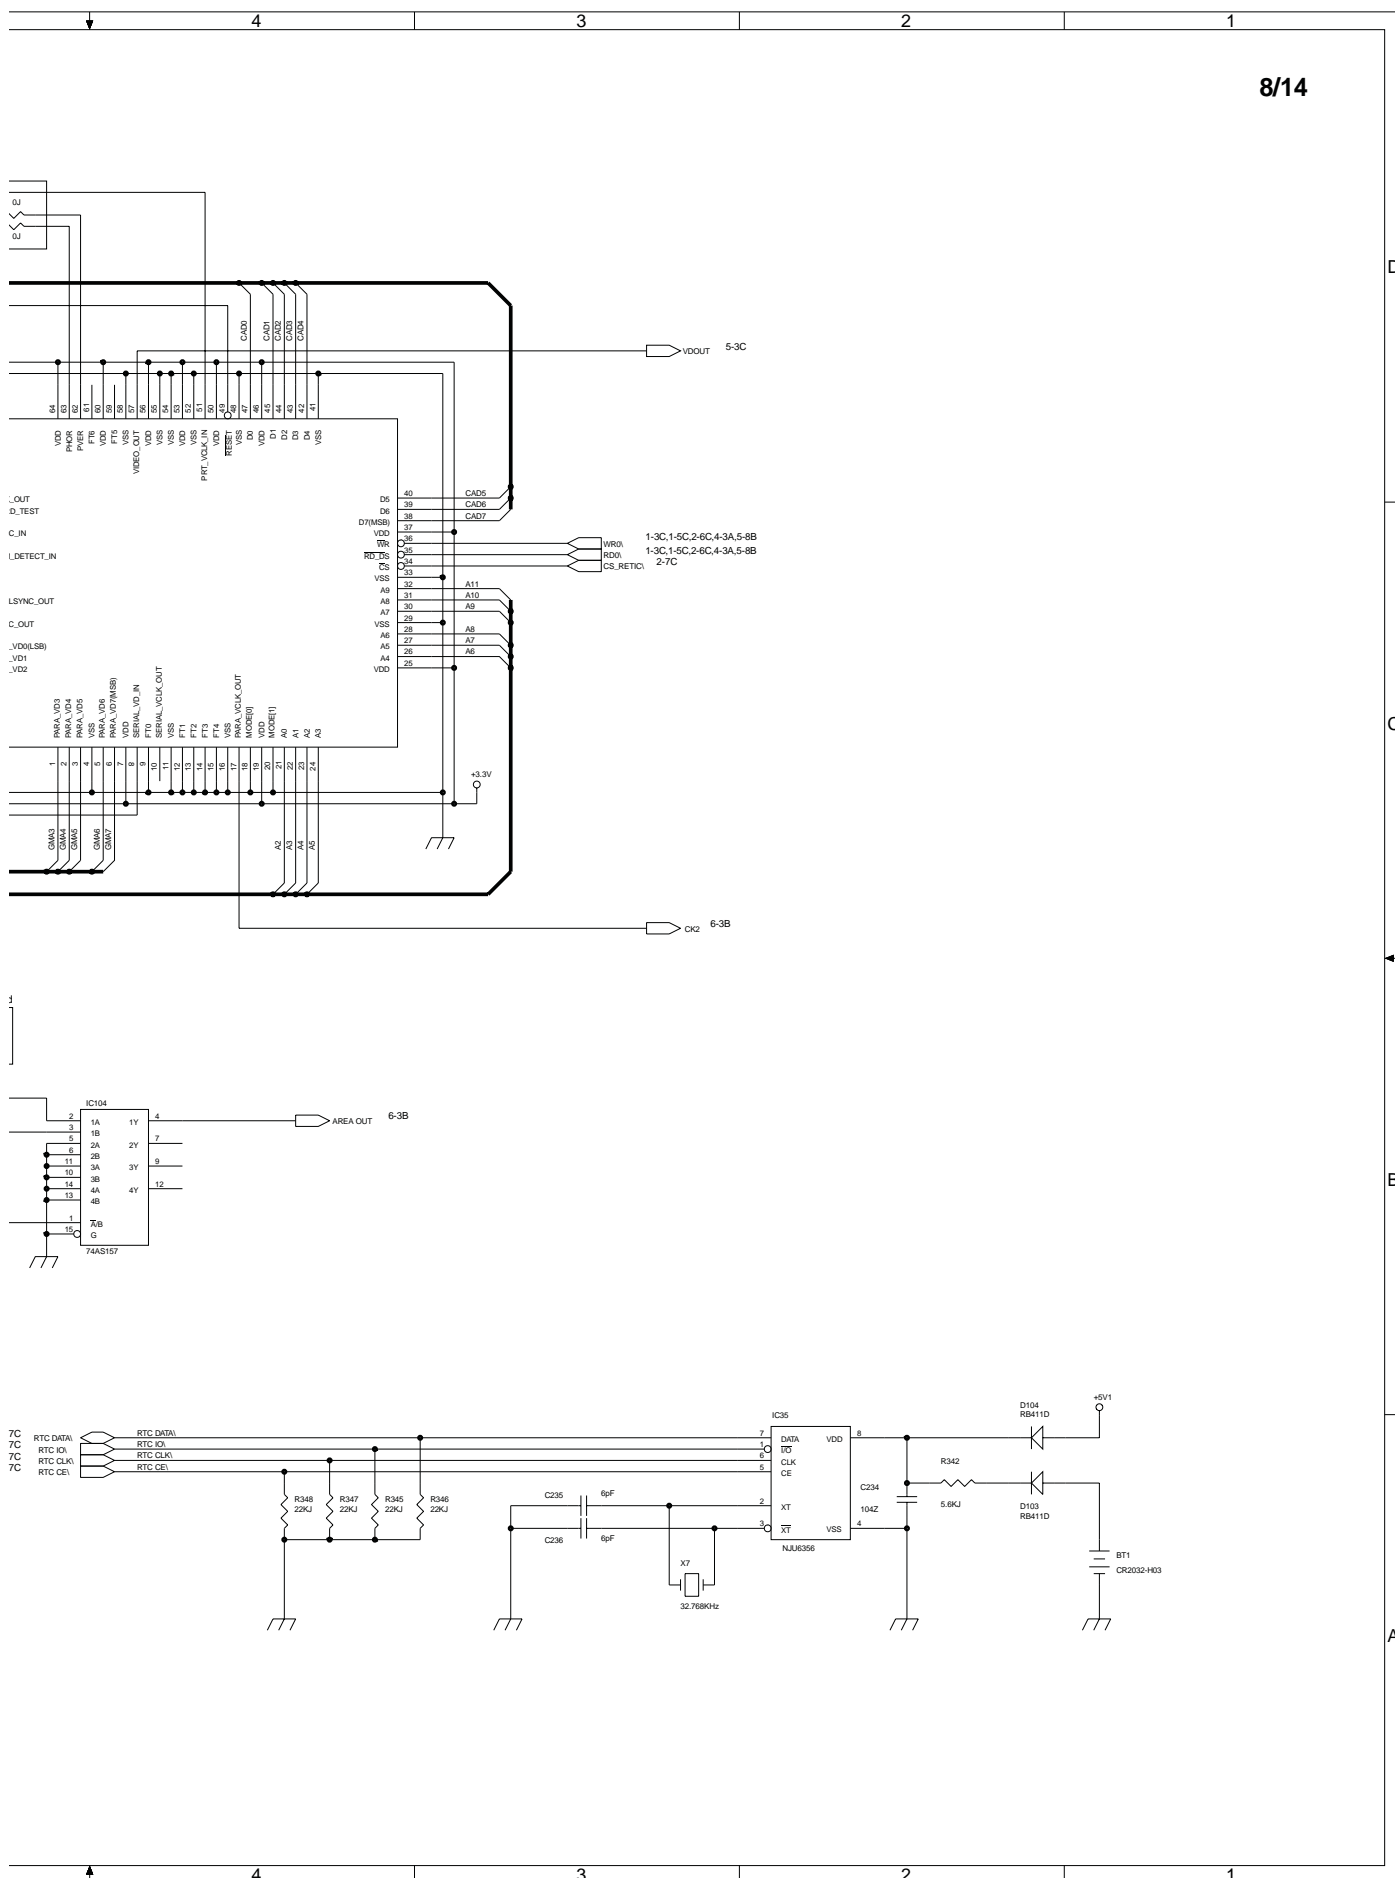 4 3 2 1
8/14
0J
0J
D
CAD0
CAD1
CAD2
CAD3
CAD4
VDOUT 5-3C
64 63 62 61 60 59 58 57 56 55 54 53 52 51 50 49 48 47 46 45 44 43 42 41
VDD
PHOR
PVER
FT6
VDD
FT5
VSS
VIDEO_OUT
VDD
VSS
VSS
VDD
VSS
PRT_VCLK_IN
VDD
RESET
VSS
D0
VDD
D1
D2
D3
D4
VSS
_OUT
D_TEST
C_IN
_DETECT_IN
LSYNC_OUT
C_OUT
_VD0(LSB)
_VD1
_VD2
D5 40 CAD5
D6 39 CAD6
D7(MSB) 38 CAD7
VDD 37
WR 36 WR0\ 1-3C,1-5C,2-6C,4-3A,5-8B
RD_DS 35 RD0\ 1-3C,1-5C,2-6C,4-3A,5-8B
CS 34 CS_RETIC\ 2-7C
VSS 33
A9 32 A11
A8 31 A10
A7 30 A9
VSS 29
A6 28 A8
A5 27 A7
A4 26 A6
VDD 25
PARA_VD3
PARA_VD4
PARA_VD5
VSS
PARA_VD6
PARA_VD7(MSB)
VDD
SERIAL_VD_IN
FT0
SERIAL_VCLK_OUT
VSS
FT1
FT2
FT3
FT4
VSS
PARA_VCLK_OUT
MODE[0]
VDD
MODE[1]
A0
A1
A2
A3
C
1 2 3 4 5 6 7 8 9 10 11 12 13 14 15 16 17 18 19 20 21 22 23 24
+3.3V
GMA3
GMA4
GMA5
GMA6
GMA7
A2
A3
A4
A5
CK2 6-3B
IC104
2 1A 1Y 4 AREA OUT 6-3B
3 1B
5 2A 2Y 7
6 2B
11 3A 3Y 9
10 3B
14 4A 4Y 12
13 4B
1 A/B
15 G
74AS157
B
IC35
D104
RB411D
+5V1
7C RTC DATA\ RTC DATA\ 7 DATA VDD 8
7C RTC IO\ RTC IO\ 1 I/O
7C RTC CLK\ RTC CLK\ 6 CLK
7C RTC CE\ RTC CE\ 5 CE
R342
5.6KJ
D103
RB411D
R348
22KJ
R347
22KJ
R345
22KJ
R346
22KJ
C235 6pF
2 XT
C234
104Z
C236 6pF
3 XT VSS 4
NJU6356
X7
32.768KHz
BT1
CR2032-H03
A
4 3 2 1